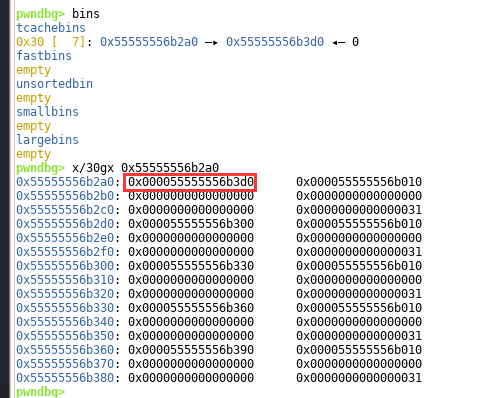 pwndbg> bins
tcachebins
0x30 [  7]: 0x55555556b2a0 —▸ 0x55555556b3d0 ◂— 0
fastbins
empty
unsortedbin
empty
smallbins
empty
largebins
empty
pwndbg> x/30gx 0x55555556b2a0
0x55555556b2a0: 0x000055555556b3d0 0x000055555556b010
0x55555556b2b0: 0x0000000000000000 0x0000000000000000
0x55555556b2c0: 0x0000000000000000 0x0000000000000031
0x55555556b2d0: 0x000055555556b300 0x000055555556b010
0x55555556b2e0: 0x0000000000000000 0x0000000000000000
0x55555556b2f0: 0x0000000000000000 0x0000000000000031
0x55555556b300: 0x000055555556b330 0x000055555556b010
0x55555556b310: 0x0000000000000000 0x0000000000000000
0x55555556b320: 0x0000000000000000 0x0000000000000031
0x55555556b330: 0x000055555556b360 0x000055555556b010
0x55555556b340: 0x0000000000000000 0x0000000000000000
0x55555556b350: 0x0000000000000000 0x0000000000000031
0x55555556b360: 0x000055555556b390 0x000055555556b010
0x55555556b370: 0x0000000000000000 0x0000000000000000
0x55555556b380: 0x0000000000000000 0x0000000000000031
pwndbg>